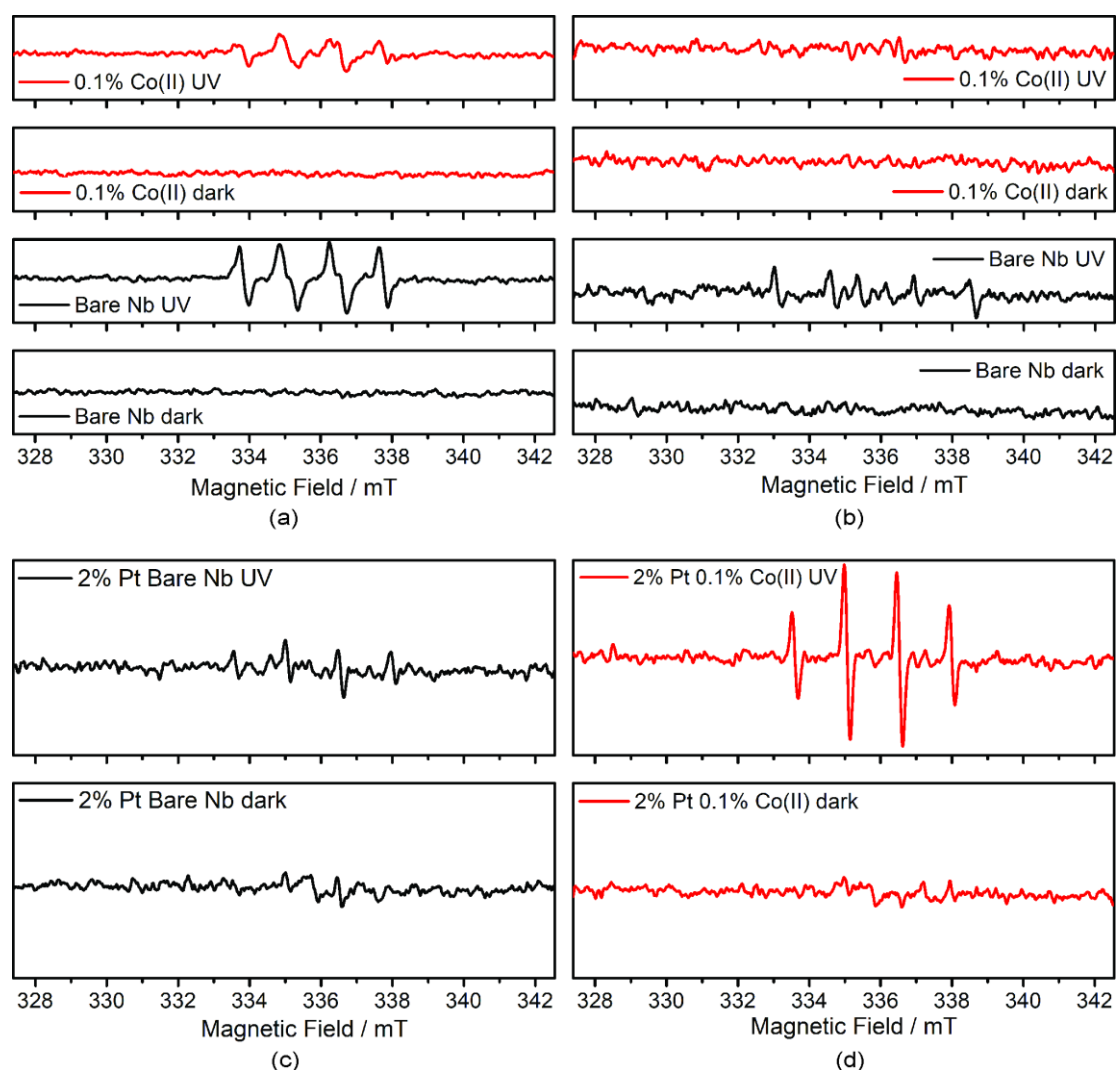 0.1% Co(II) UV
0.1% Co(II) dark
Bare Nb UV
Bare Nb dark
328 330 332 334 336 338 340 342
Magnetic Field / mT
(a)
0.1% Co(II) UV
0.1% Co(II) dark
Bare Nb UV
Bare Nb dark
328 330 332 334 336 338 340 342
Magnetic Field / mT
(b)
2% Pt Bare Nb UV
2% Pt Bare Nb dark
328 330 332 334 336 338 340 342
Magnetic Field / mT
(c)
2% Pt 0.1% Co(II) UV
2% Pt 0.1% Co(II) dark
328 330 332 334 336 338 340 342
Magnetic Field / mT
(d)